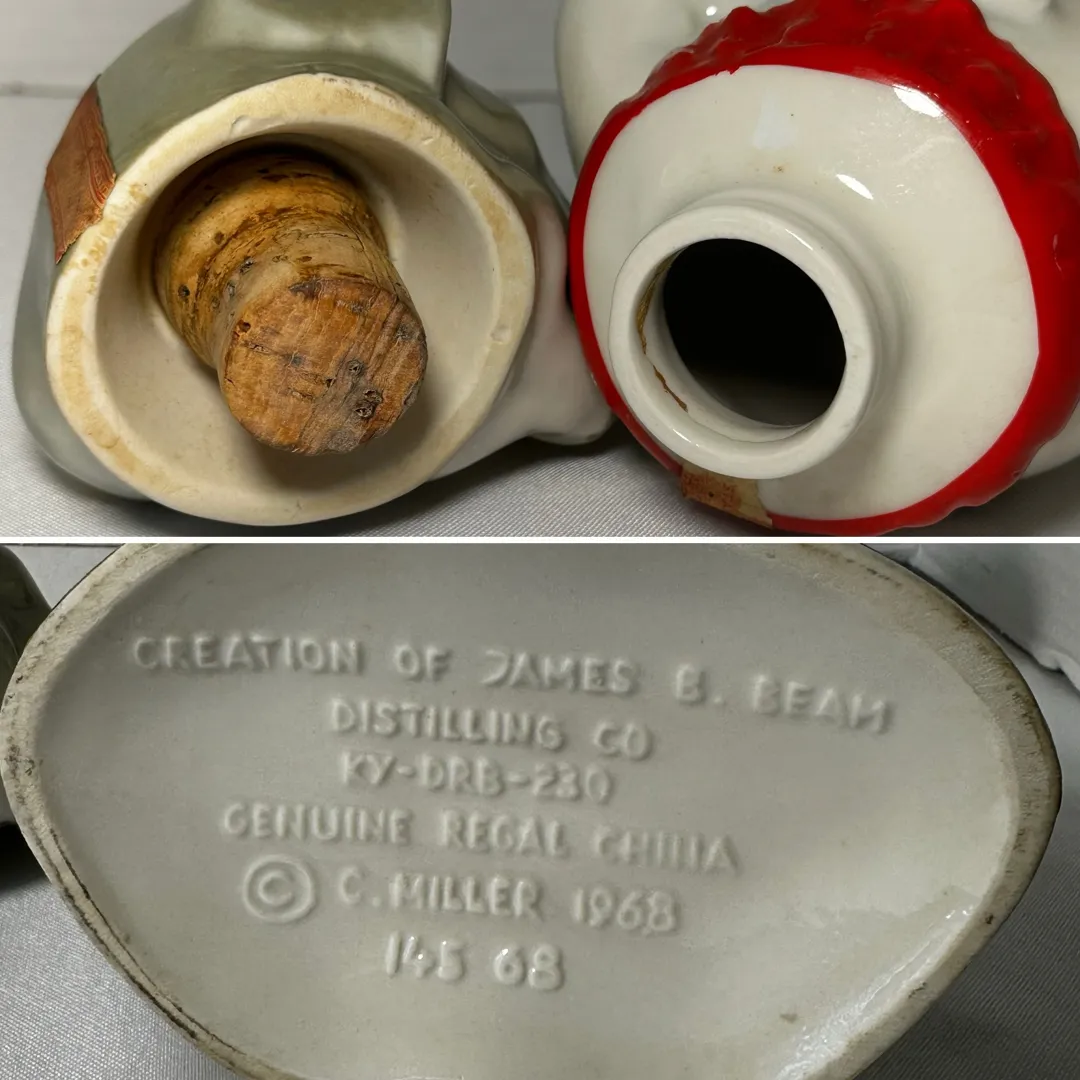 CREATION OF JAMES B. BEAM
DISTILLING CO
KY-DRB-230
GENUINE REGAL CHINA
© C. MILLER 1968
145 68